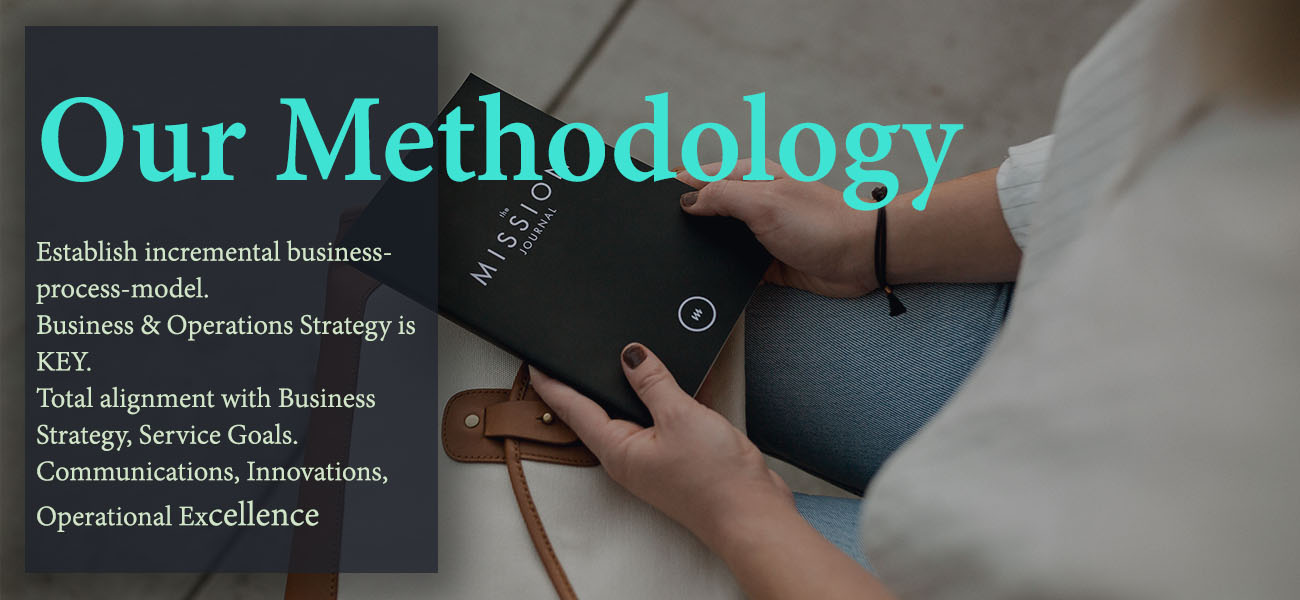 Our Methodology
the
MISSION
JOURNAL
Establish incremental business-
process-model.
Business & Operations Strategy is
KEY.
Total alignment with Business
Strategy, Service Goals.
Communications, Innovations,
Operational Excellence